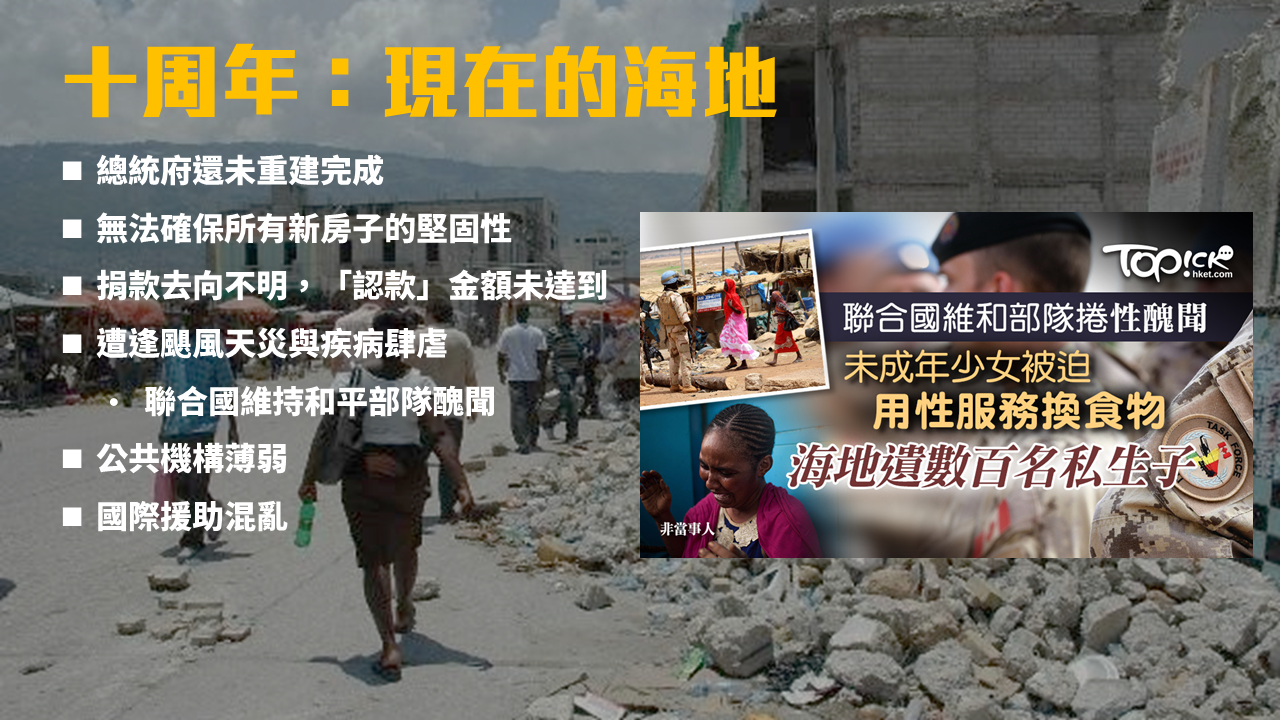 十周年：現在的海地
總統府還未重建完成
無法確保所有新房子的堅固性
捐款去向不明，「認款」金額未達到
遭逢颶風天災與疾病肆虐
聯合國維持和平部隊醜聞
公共機構薄弱
國際援助混亂
TOPICK
hket.com
聯合國維和部隊捲性醜聞
未成年少女被迫
用性服務換食物
海地遺數百名私生子
非當事人
TASK FORCE